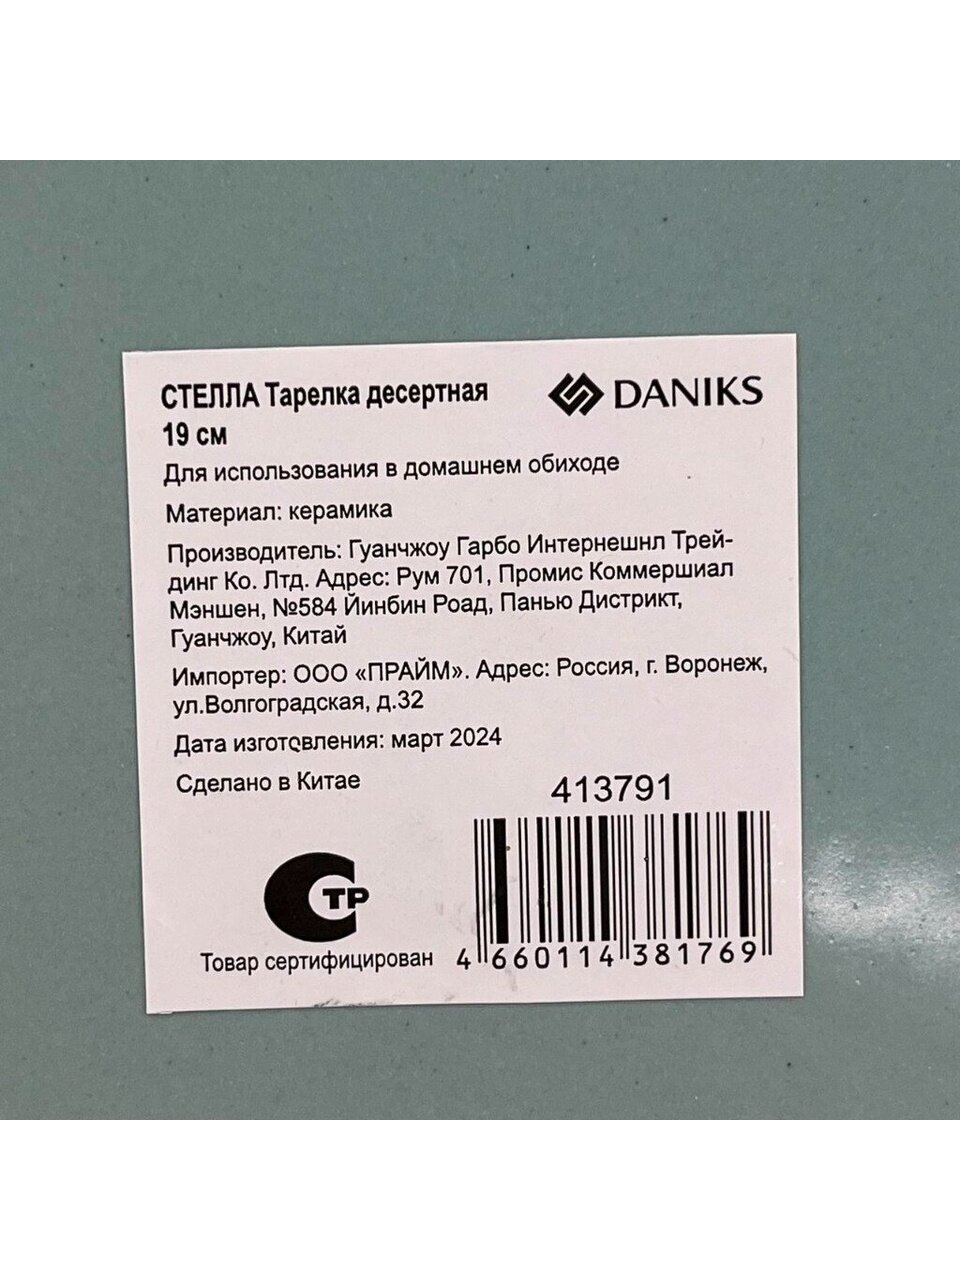 СТЕЛЛА Тарелка десертная
19 см
DANIKS
Для использования в домашнем обиходе
Материал: керамика
Производитель: Гуанчжоу Гарбо Интернешнл Трей-
динг Ко. Лтд. Адрес: Рум 701, Промис Коммершиал
Мэншен, №584 Йинбин Роад, Панью Дистрикт,
Гуанчжоу, Китай
Импортер: ООО «ПРАЙМ». Адрес: Россия, г. Воронеж,
ул.Волгоградская, д.32
Дата изготовления: март 2024
Сделано в Китае
413791
СТР
Товар сертифицирован
4 660114 381769